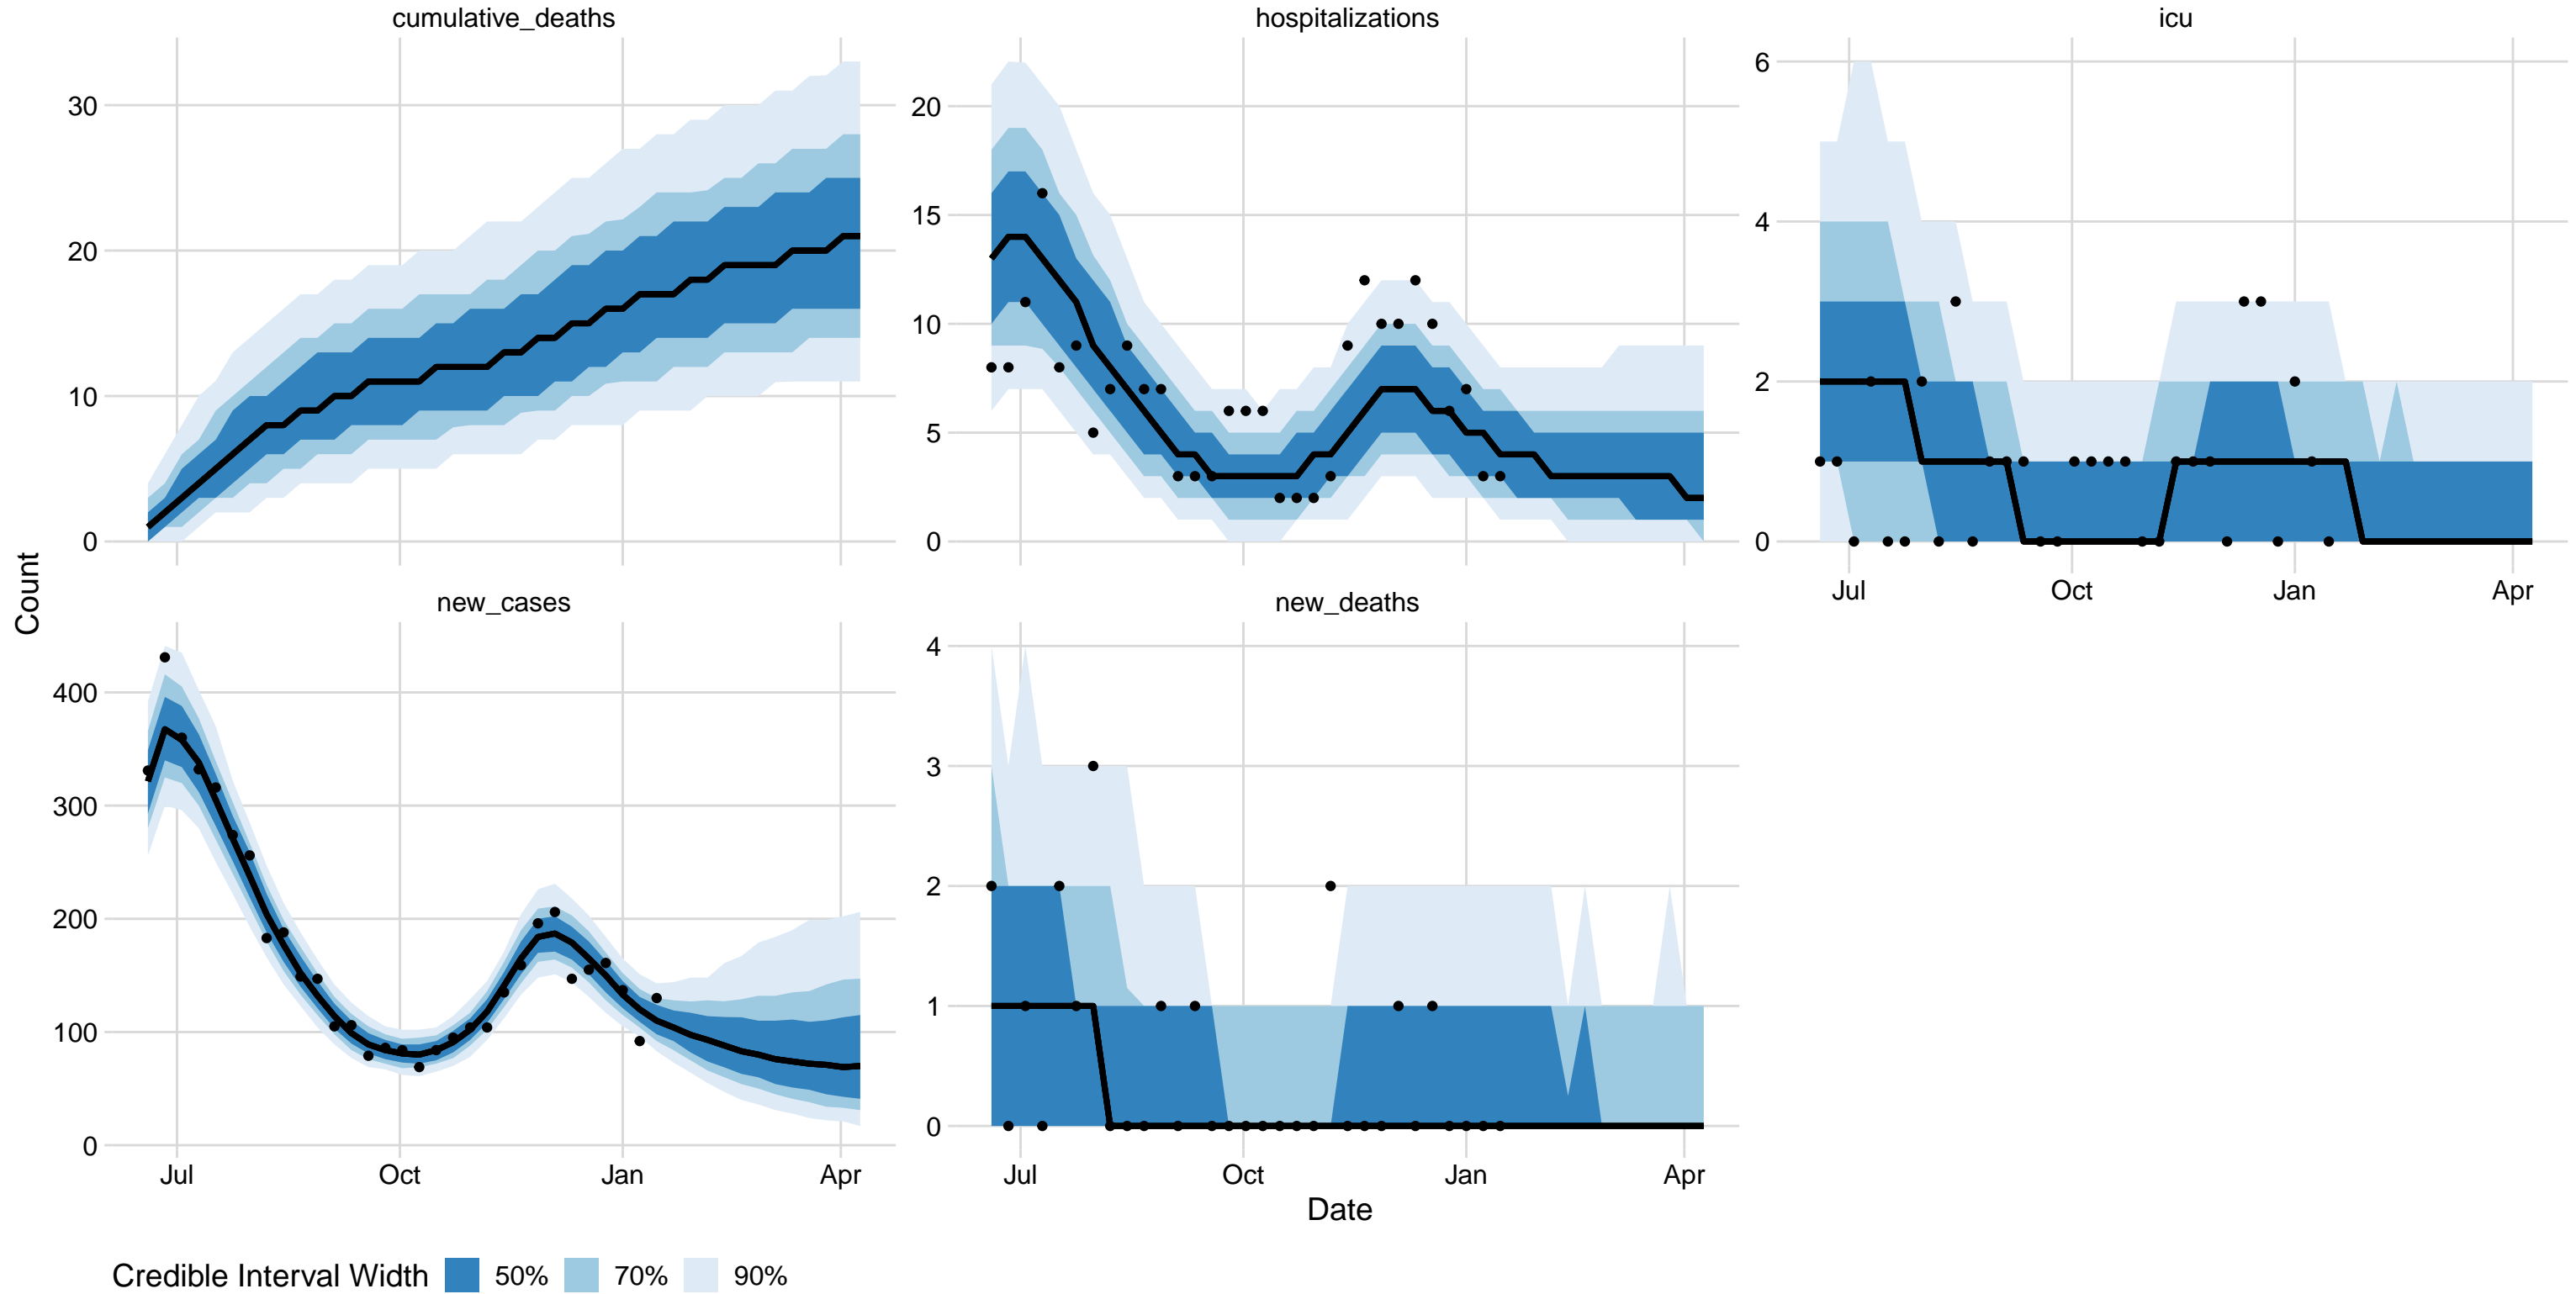 cumulative_deaths
hospitalizations
icu
30
20
10
0
20
15
10
5
0
6
4
2
0
Jul Oct Jan Apr
Count
new_cases
new_deaths
400
300
200
100
0
Jul Oct Jan Apr
4
3
2
1
0
Jul Oct Jan Apr
Date
Credible Interval Width 50% 70% 90%